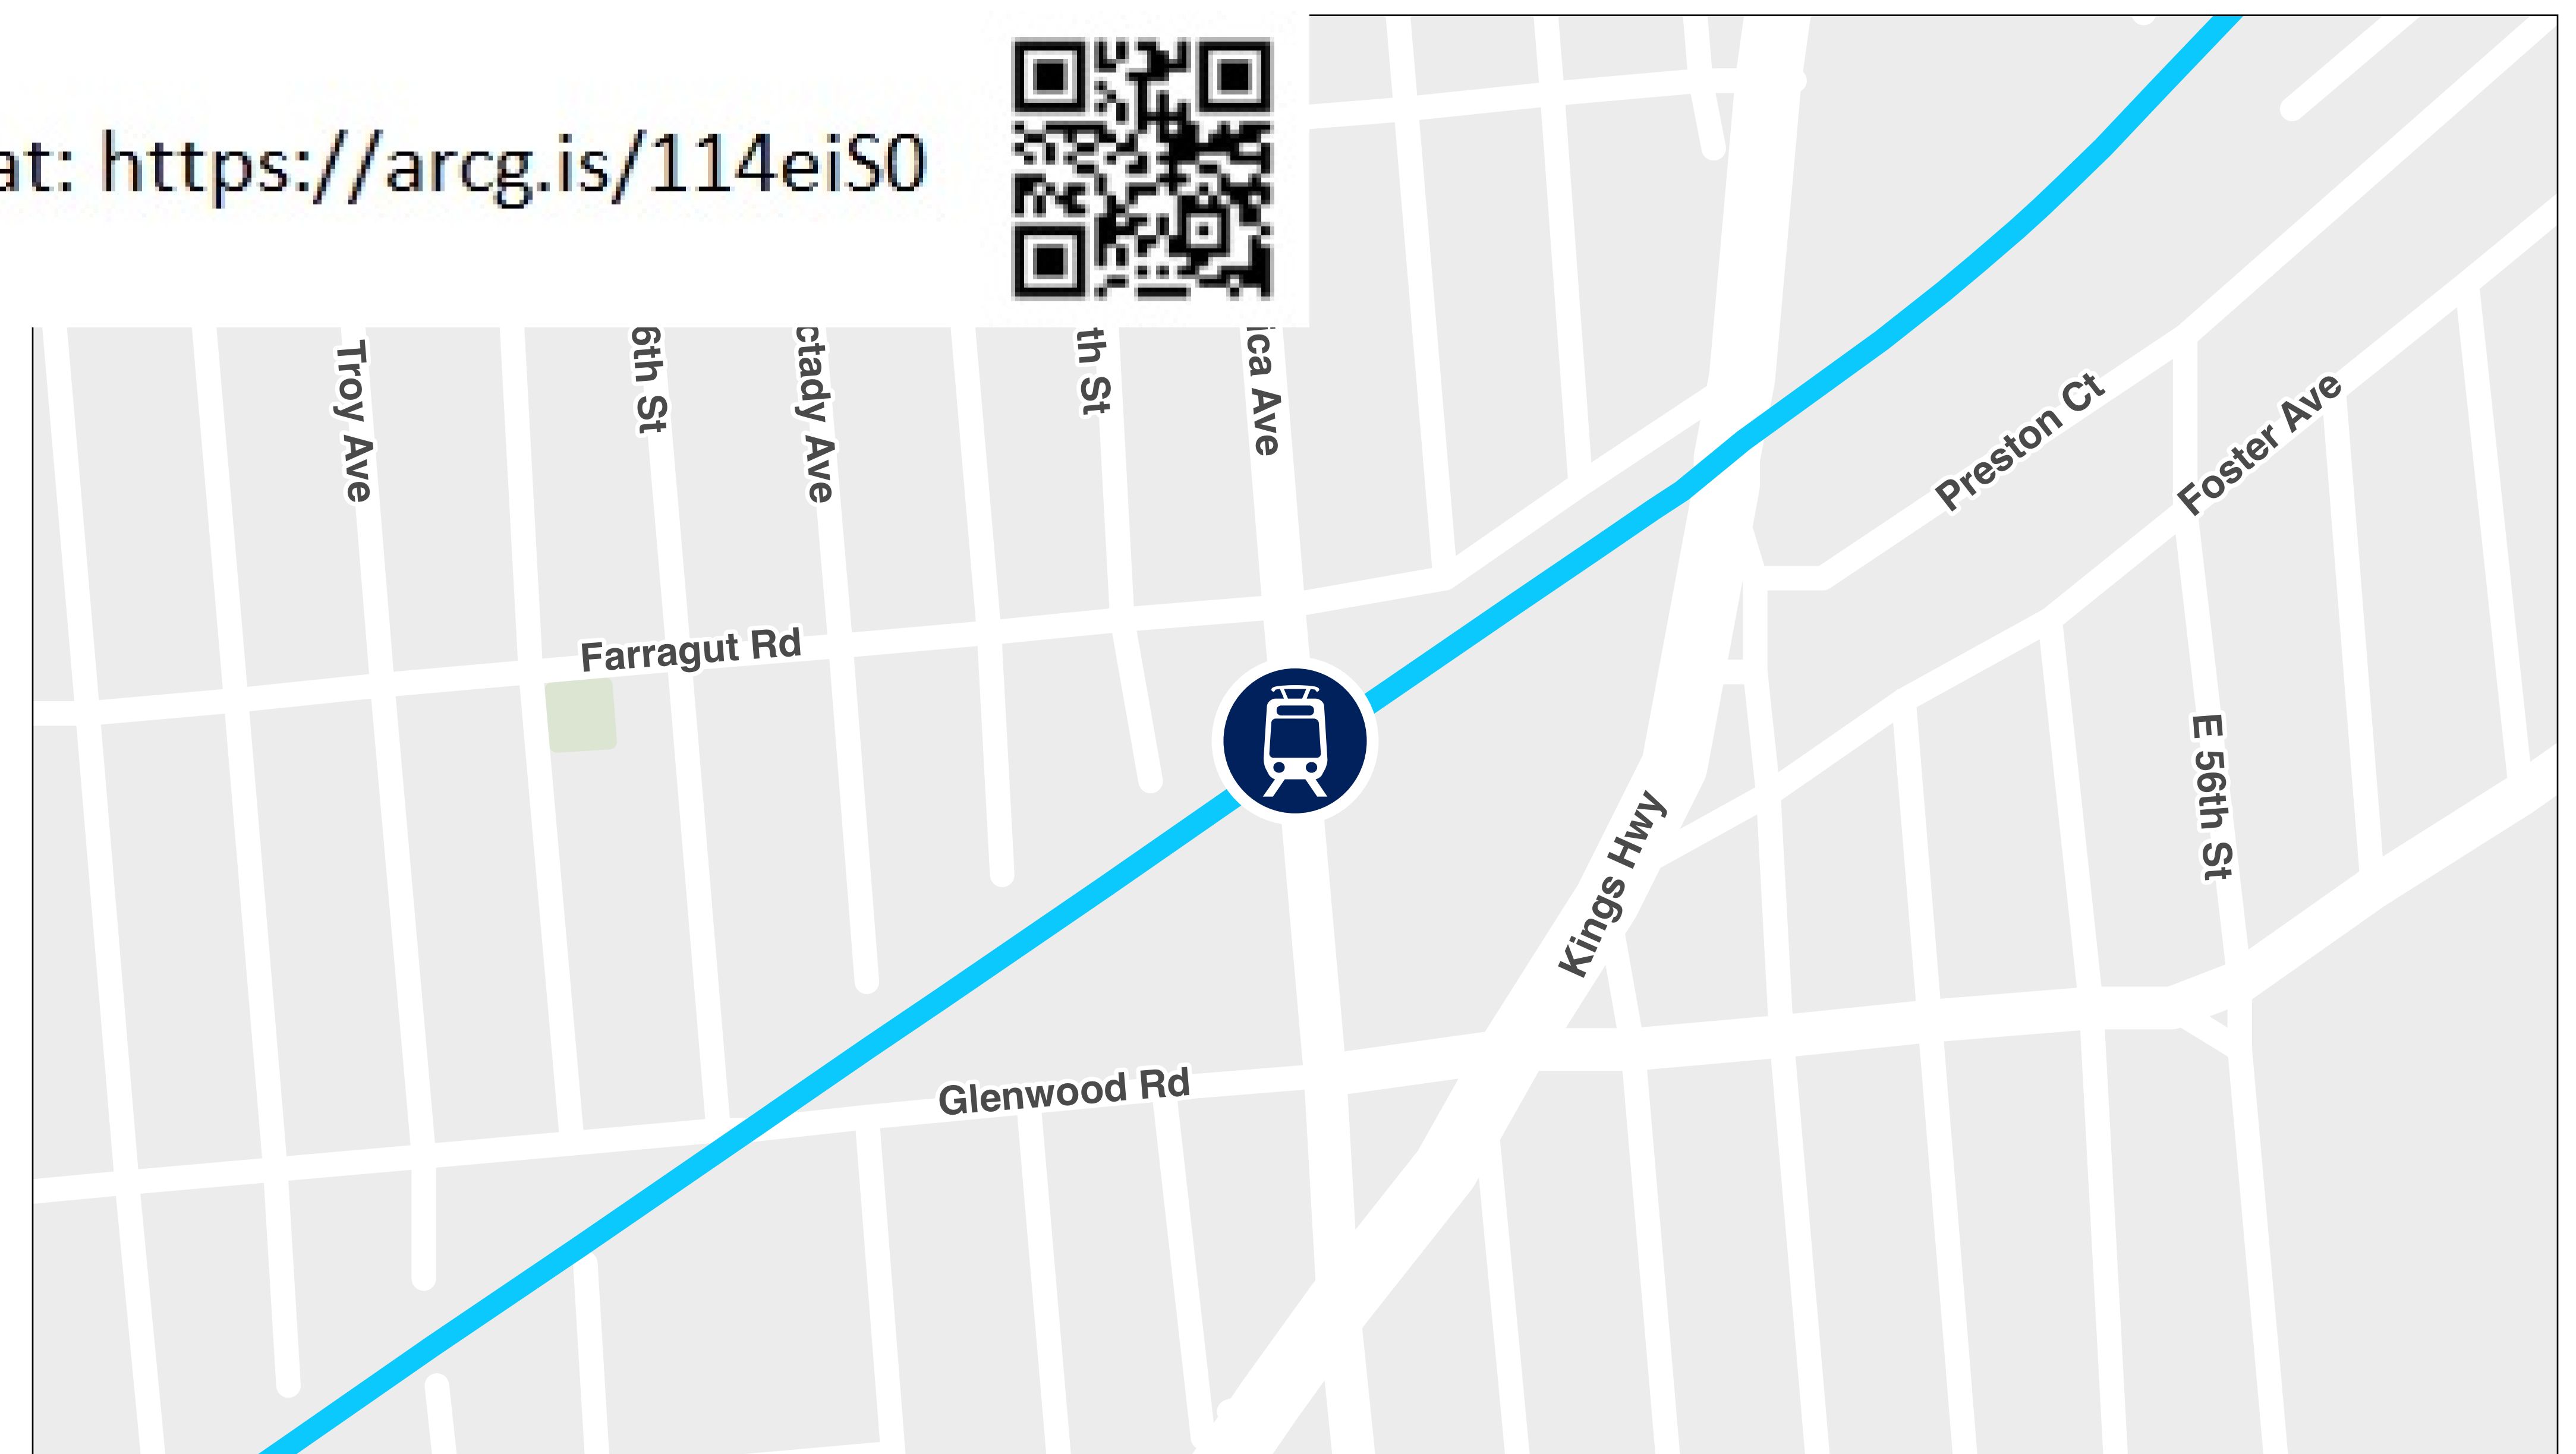 at: https://arcg.is/114eiS0
Troy Ave
6th St
ctady Ave
th St
ica Ave
Preston Ct
Foster Ave
Farragut Rd
E 56th St
Kings Hwy
Glenwood Rd